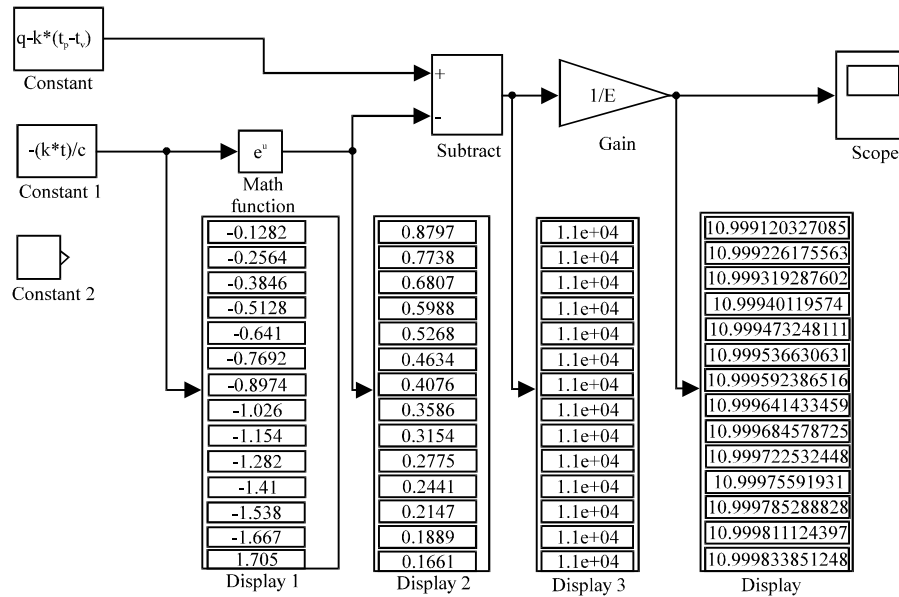 q-k*(tp-tv)
Constant
+
-
Subtract
1/E
Gain
Scope
-(k*t)/c
Constant 1
e^u
Math
function
Constant 2
-0.1282
-0.2564
-0.3846
-0.5128
-0.641
-0.7692
-0.8974
-1.026
-1.154
-1.282
-1.41
-1.538
-1.667
1.705
Display 1
0.8797
0.7738
0.6807
0.5988
0.5268
0.4634
0.4076
0.3586
0.3154
0.2775
0.2441
0.2147
0.1889
0.1661
Display 2
1.1e+04
1.1e+04
1.1e+04
1.1e+04
1.1e+04
1.1e+04
1.1e+04
1.1e+04
1.1e+04
1.1e+04
1.1e+04
1.1e+04
1.1e+04
1.1e+04
Display 3
10.999120327085
10.999226175563
10.999319287602
10.99940119574
10.999473248111
10.999536630631
10.999592386516
10.999641433459
10.999684578725
10.999722532448
10.99975591931
10.999785288828
10.999811124397
10.999833851248
Display